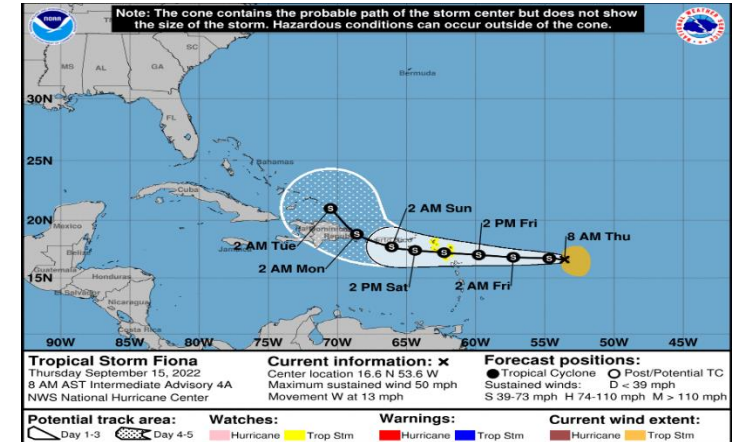 Note: The cone contains the probable path of the storm center but does not show
the size of the storm. Hazardous conditions can occur outside of the cone.
NOAA
SC
MS
AL
GA
Bermuda
30N
FL
25N
Bahamas
Cuba
2 AM Sun
20N
2 PM Fri
Mexico
8 AM Thu
2 AM Tue
2 AM Mon
Guatemala
Honduras
15N
2 PM Sat
2 AM Fri
El Salvador
Nicaragua
Costa Rica
S S S S S S S S
90W 85W 80W 75W 70W 65W 60W 55W 50W 45W
Tropical Storm Fiona
Thursday September 15, 2022
8 AM AST Intermediate Advisory 4A
NWS National Hurricane Center
Current information: ×
Center location 16.6 N 53.6 W
Maximum sustained wind 50 mph
Movement W at 13 mph
Forecast positions:
Tropical Cyclone Post/Potential TC
Sustained winds: D < 39 mph
S 39-73 mph H 74-110 mph M > 110 mph
Potential track area:
Day 1-3 Day 4-5
Watches:
Hurricane Trop Stm
Warnings:
Hurricane Trop Stm
Current wind extent:
Hurricane Trop Stm